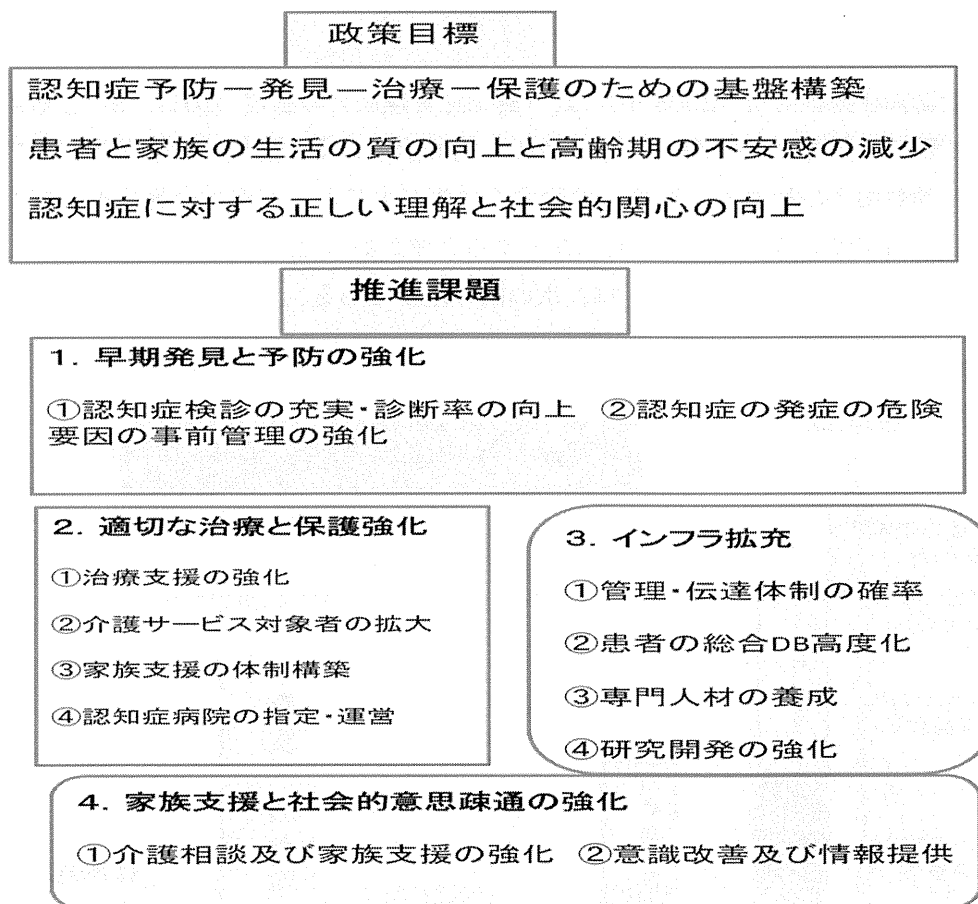 政策目標
認知症予防－発見－治療－保護のための基盤構築
患者と家族の生活の質の向上と高齢期の不安感の減少
認知症に対する正しい理解と社会的関心の向上
推進課題
1. 早期発見と予防の強化
①認知症検診の充実・診断率の向上 ②認知症の発症の危険
要因の事前管理の強化
2. 適切な治療と保護強化
①治療支援の強化
②介護サービス対象者の拡大
③家族支援の体制構築
④認知症病院の指定・運営
3. インフラ拡充
①管理・伝達体制の確率
②患者の総合DB高度化
③専門人材の養成
④研究開発の強化
4. 家族支援と社会的意思疎通の強化
①介護相談及び家族支援の強化 ②意識改善及び情報提供